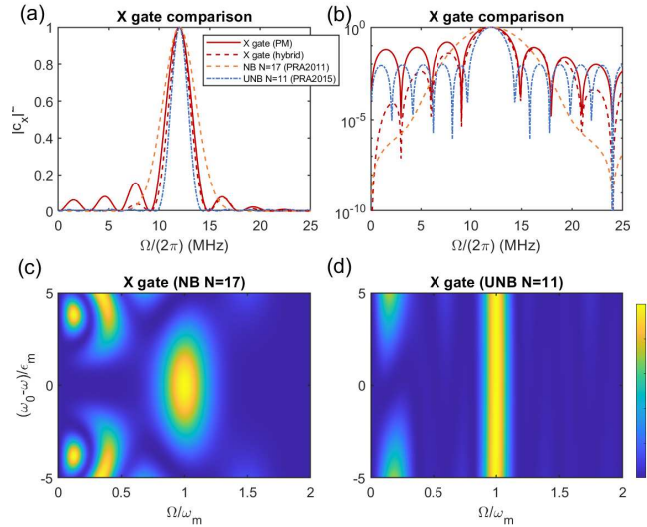 (a)
X gate comparison
1
0.8
0.6
0.4
0.2
0
|c_x|
0 5 10 15 20 25
Ω/(2π) (MHz)
X gate (PM)
X gate (hybrid)
NB N=17 (PRA2011)
UNB N=11 (PRA2015)
(b)
X gate comparison
10^0
10^-5
10^-10
0 5 10 15 20 25
Ω/(2π) (MHz)
(c)
X gate (NB N=17)
5
0
-5
(ω_0-ω)/ϵ_m
0 0.5 1 1.5 2
Ω/ω_m
(d)
X gate (UNB N=11)
5
0
-5
0 0.5 1 1.5 2
Ω/ω_m